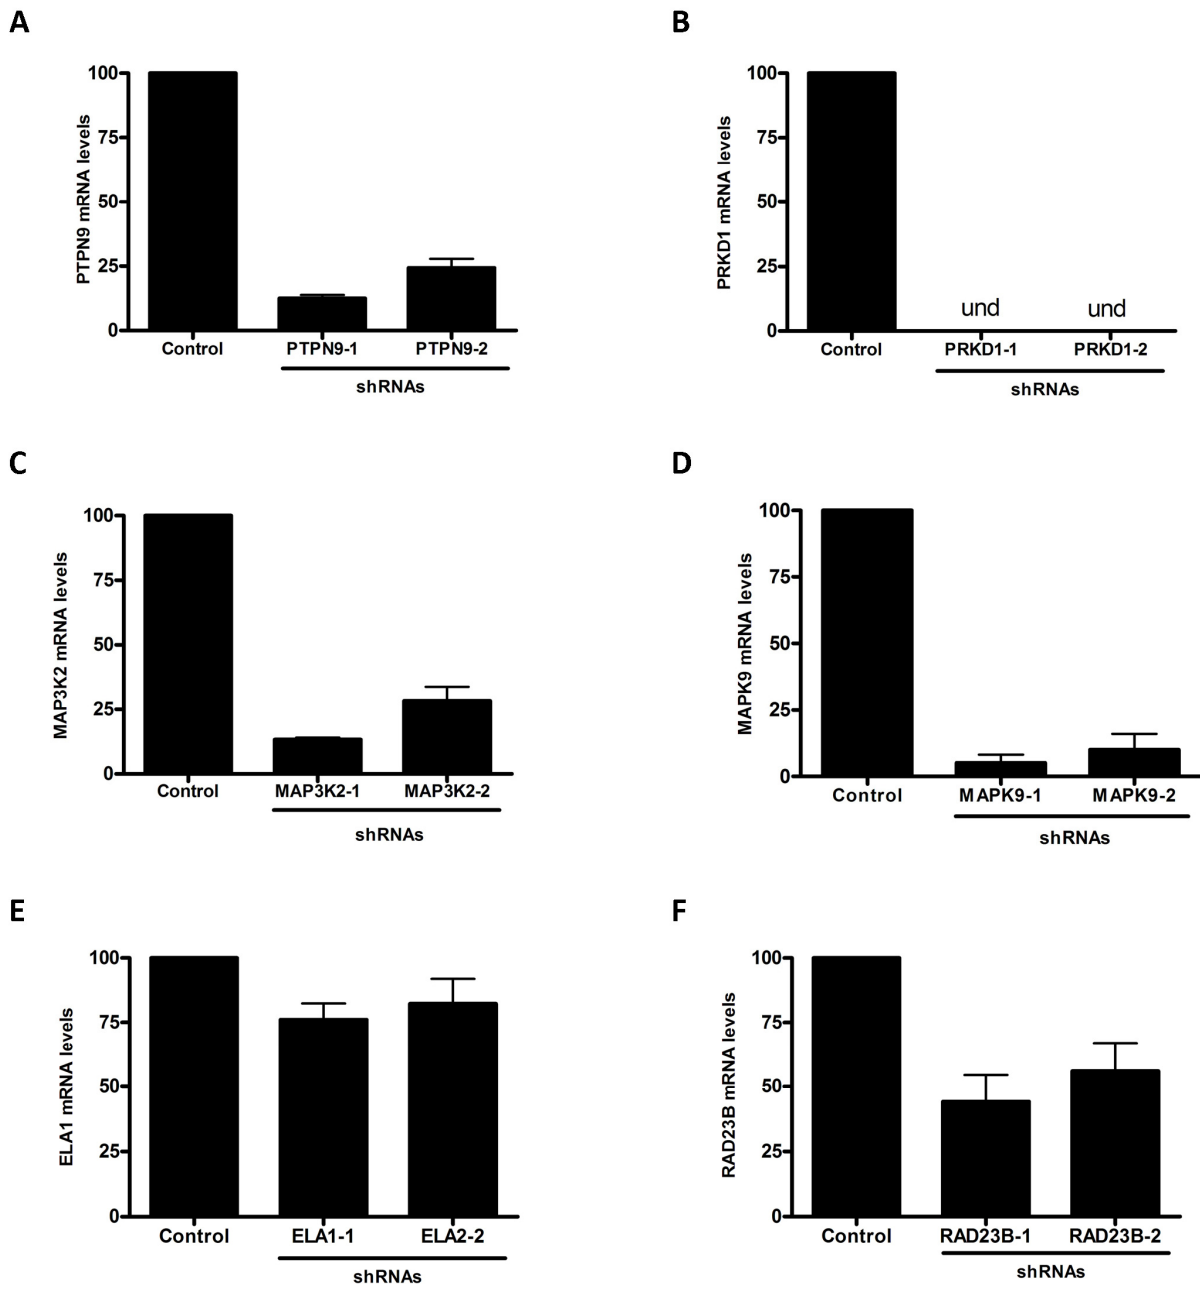 A
PTPN9 mRNA levels
100
75
50
25
0
Control
PTPN9-1
PTPN9-2
shRNAs
B
PRKD1 mRNA levels
100
75
50
25
0
und
und
Control
PRKD1-1
PRKD1-2
shRNAs
C
MAP3K2 mRNA levels
100
75
50
25
0
Control
MAP3K2-1
MAP3K2-2
shRNAs
D
MAPK9 mRNA levels
100
75
50
25
0
Control
MAPK9-1
MAPK9-2
shRNAs
E
ELA1 mRNA levels
100
75
50
25
0
Control
ELA1-1
ELA2-2
shRNAs
F
RAD23B mRNA levels
100
75
50
25
0
Control
RAD23B-1
RAD23B-2
shRNAs